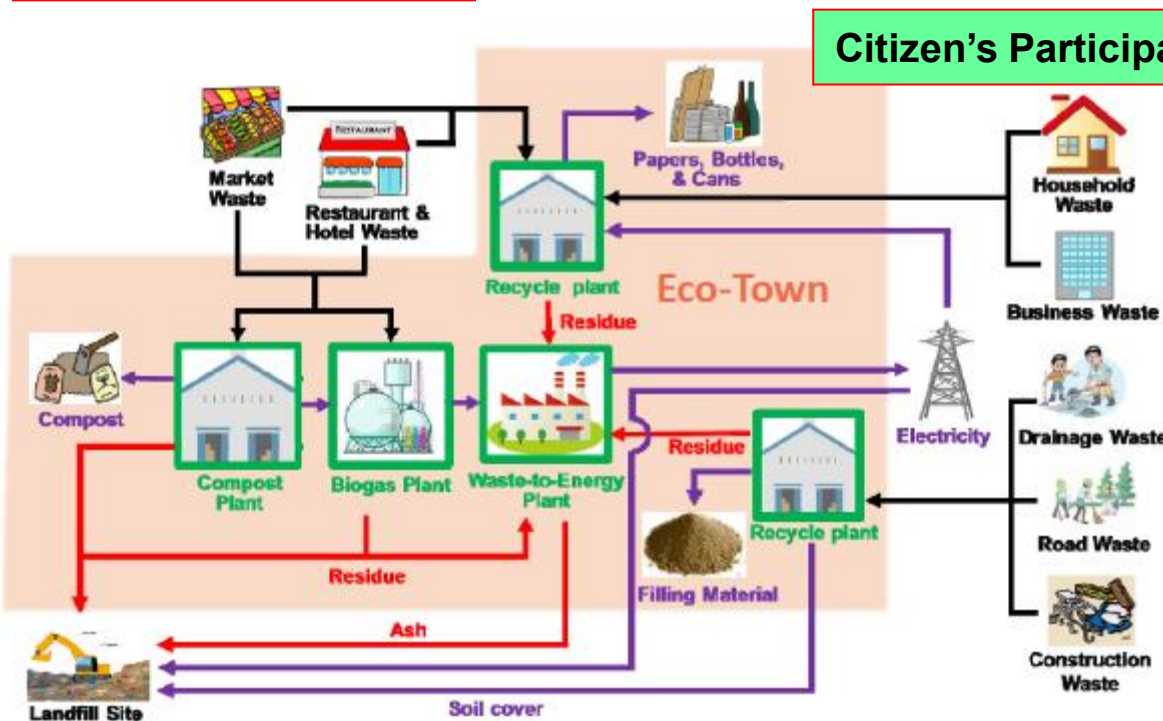 Citizen's Participa
RESTAURANT
Market
Waste
Restaurant &
Hotel Waste
Papers, Bottles,
& Cans
Household
Waste
Recycle plant
Eco-Town
Business Waste
Residue
Compost
Compost
Plant
Biogas Plant
Waste-to-Energy
Plant
Residue
Electricity
Drainage Waste
Recycle plant
Road Waste
Residue
Filling Material
Ash
Construction
Waste
Landfill Site
Soil cover